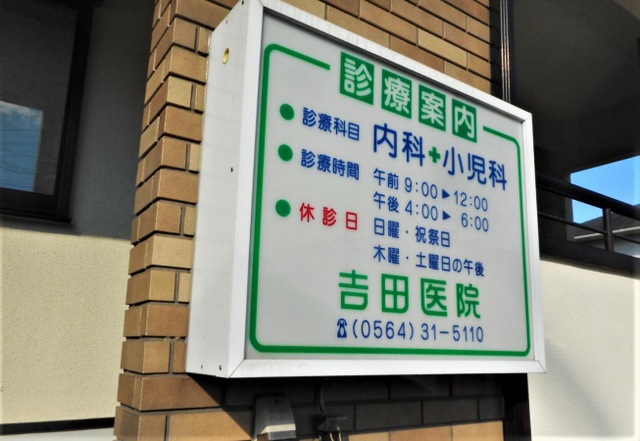 診療案内
診療科目 内科+小児科
診療時間 午前 9:00▶12:00
午後 4:00▶ 6:00
休診日 日曜・祝祭日
木曜・土曜日の午後
𠮷田医院
☎(0564)31-5110